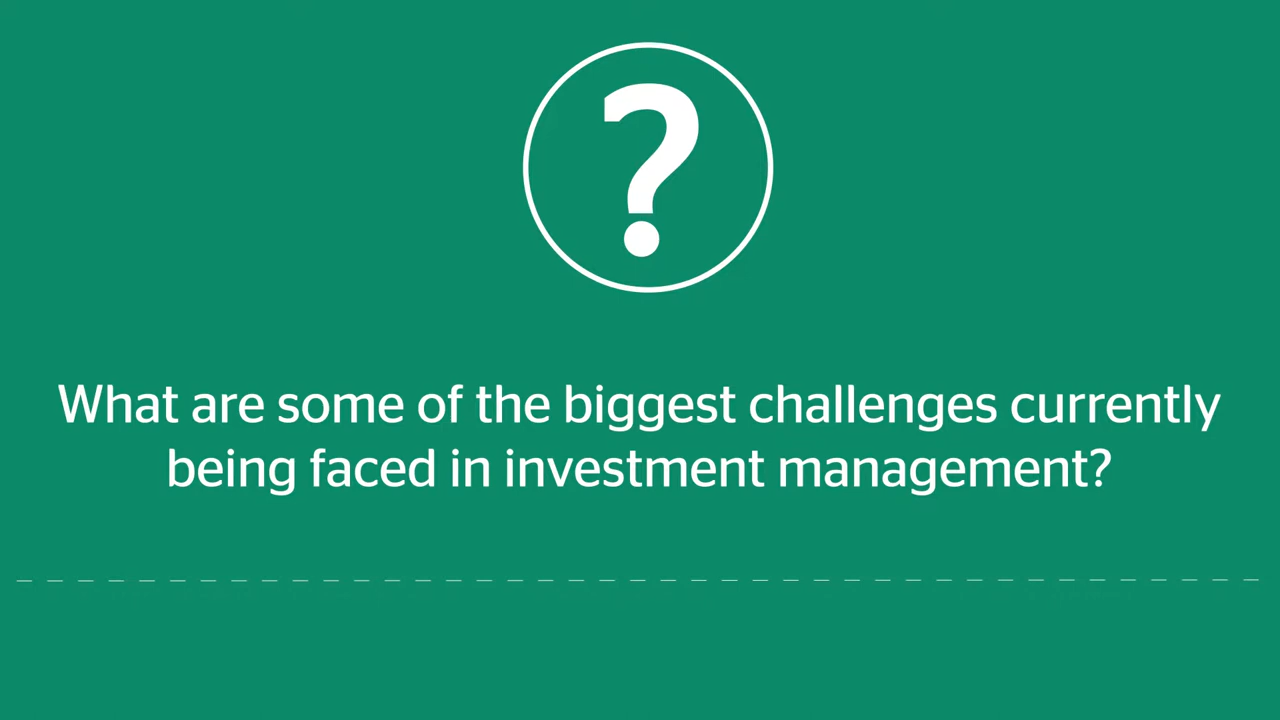 ?
What are some of the biggest challenges currently
being faced in investment management?